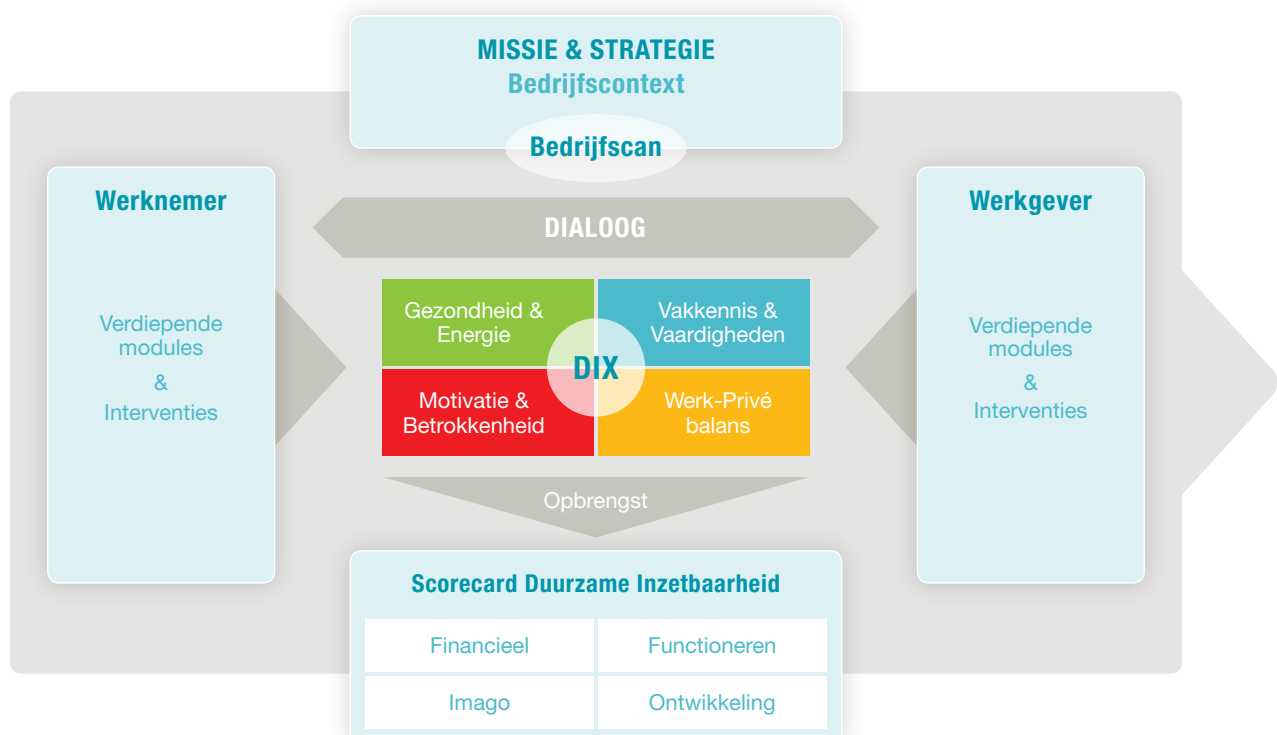 MISSIE & STRATEGIE
Bedrijfscontext
Bedrijfscan
Werknemer
Verdiepende
modules
&
Interventies
DIALOOG
Gezondheid &
Energie
Vakkennis &
Vaardigheden
DIX
Motivatie &
Betrokkenheid
Werk-Privé
balans
Opbrengst
Werkgever
Verdiepende
modules
&
Interventies
Scorecard Duurzame Inzetbaarheid
Financieel
Functioneren
Imago
Ontwikkeling